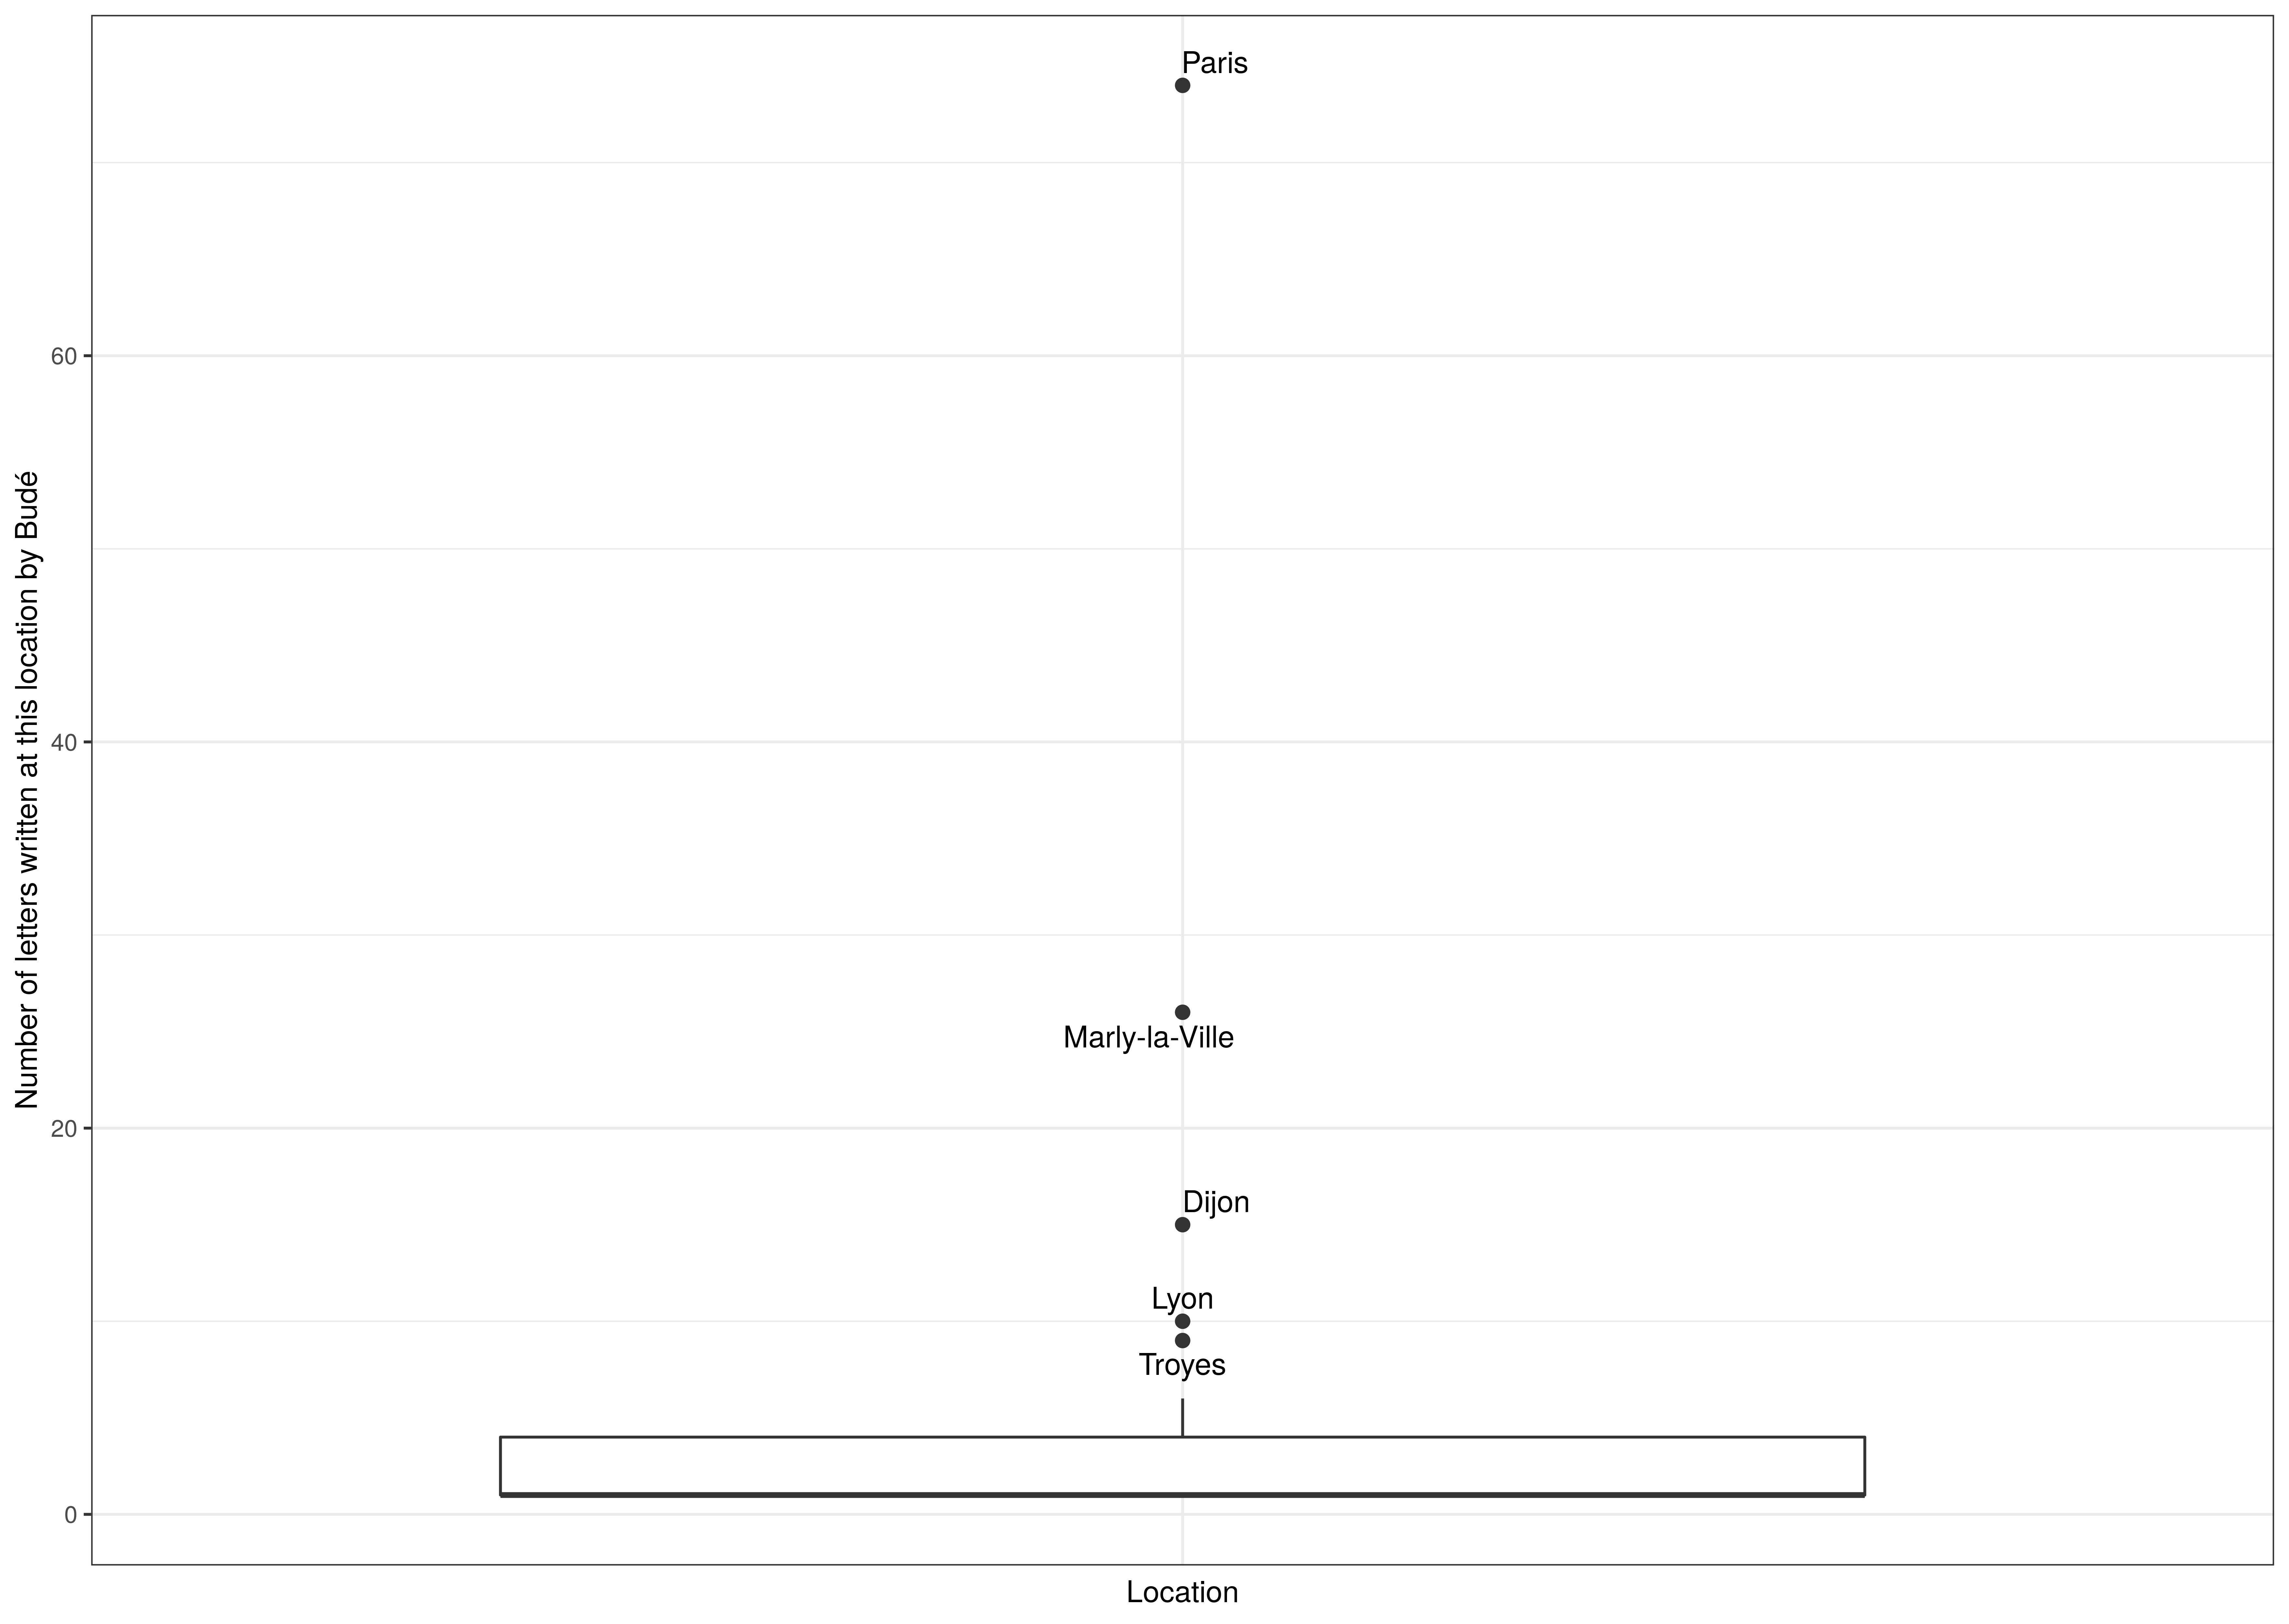 Number of letters written at this location by Budé
Paris
60
40
Marly-la-Ville
20
Dijon
Lyon
Troyes
0
Location